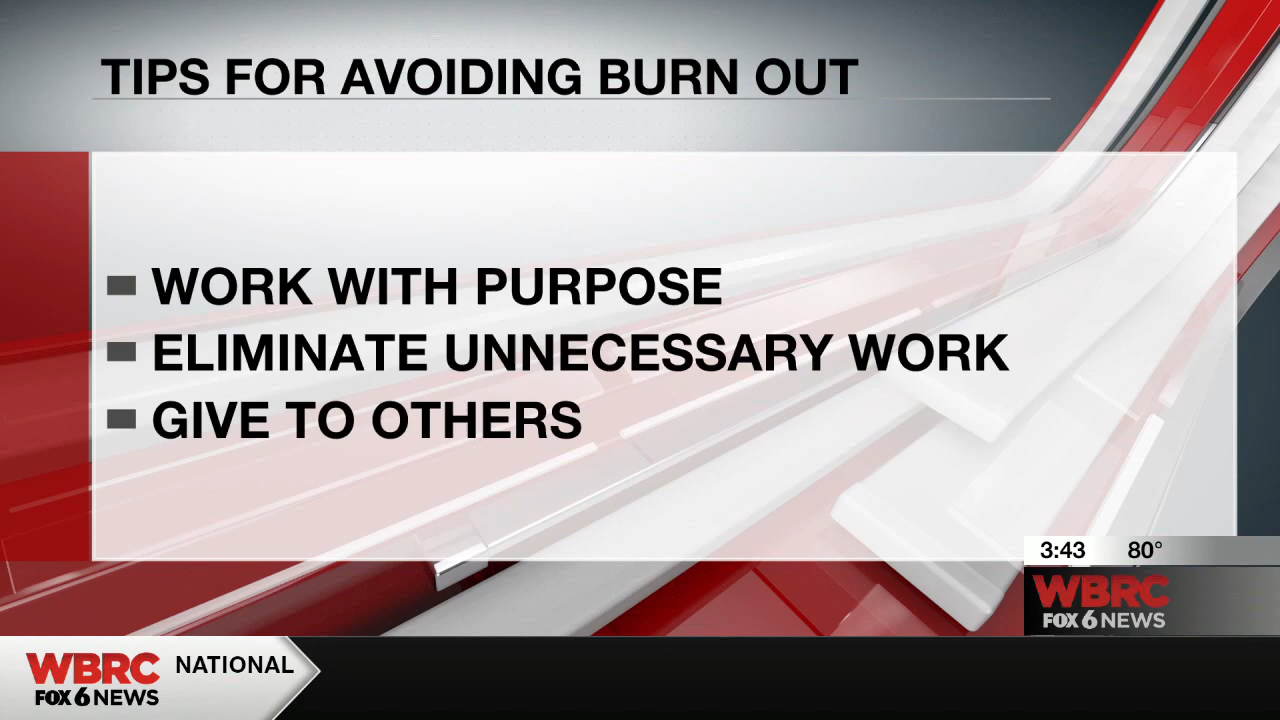 TIPS FOR AVOIDING BURN OUT
WORK WITH PURPOSE
ELIMINATE UNNECESSARY WORK
GIVE TO OTHERS
3:43 80°
WBRC
FOX 6 NEWS
WBRC NATIONAL
FOX 6 NEWS